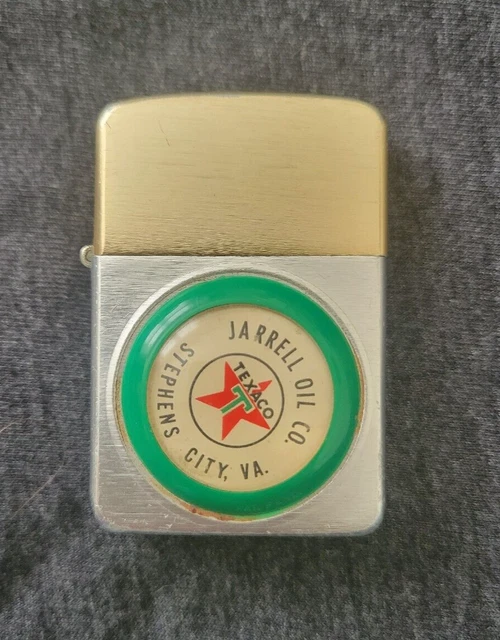 JARRELL OIL CO.
STEPHENS CITY, VA.
TEXACO
T